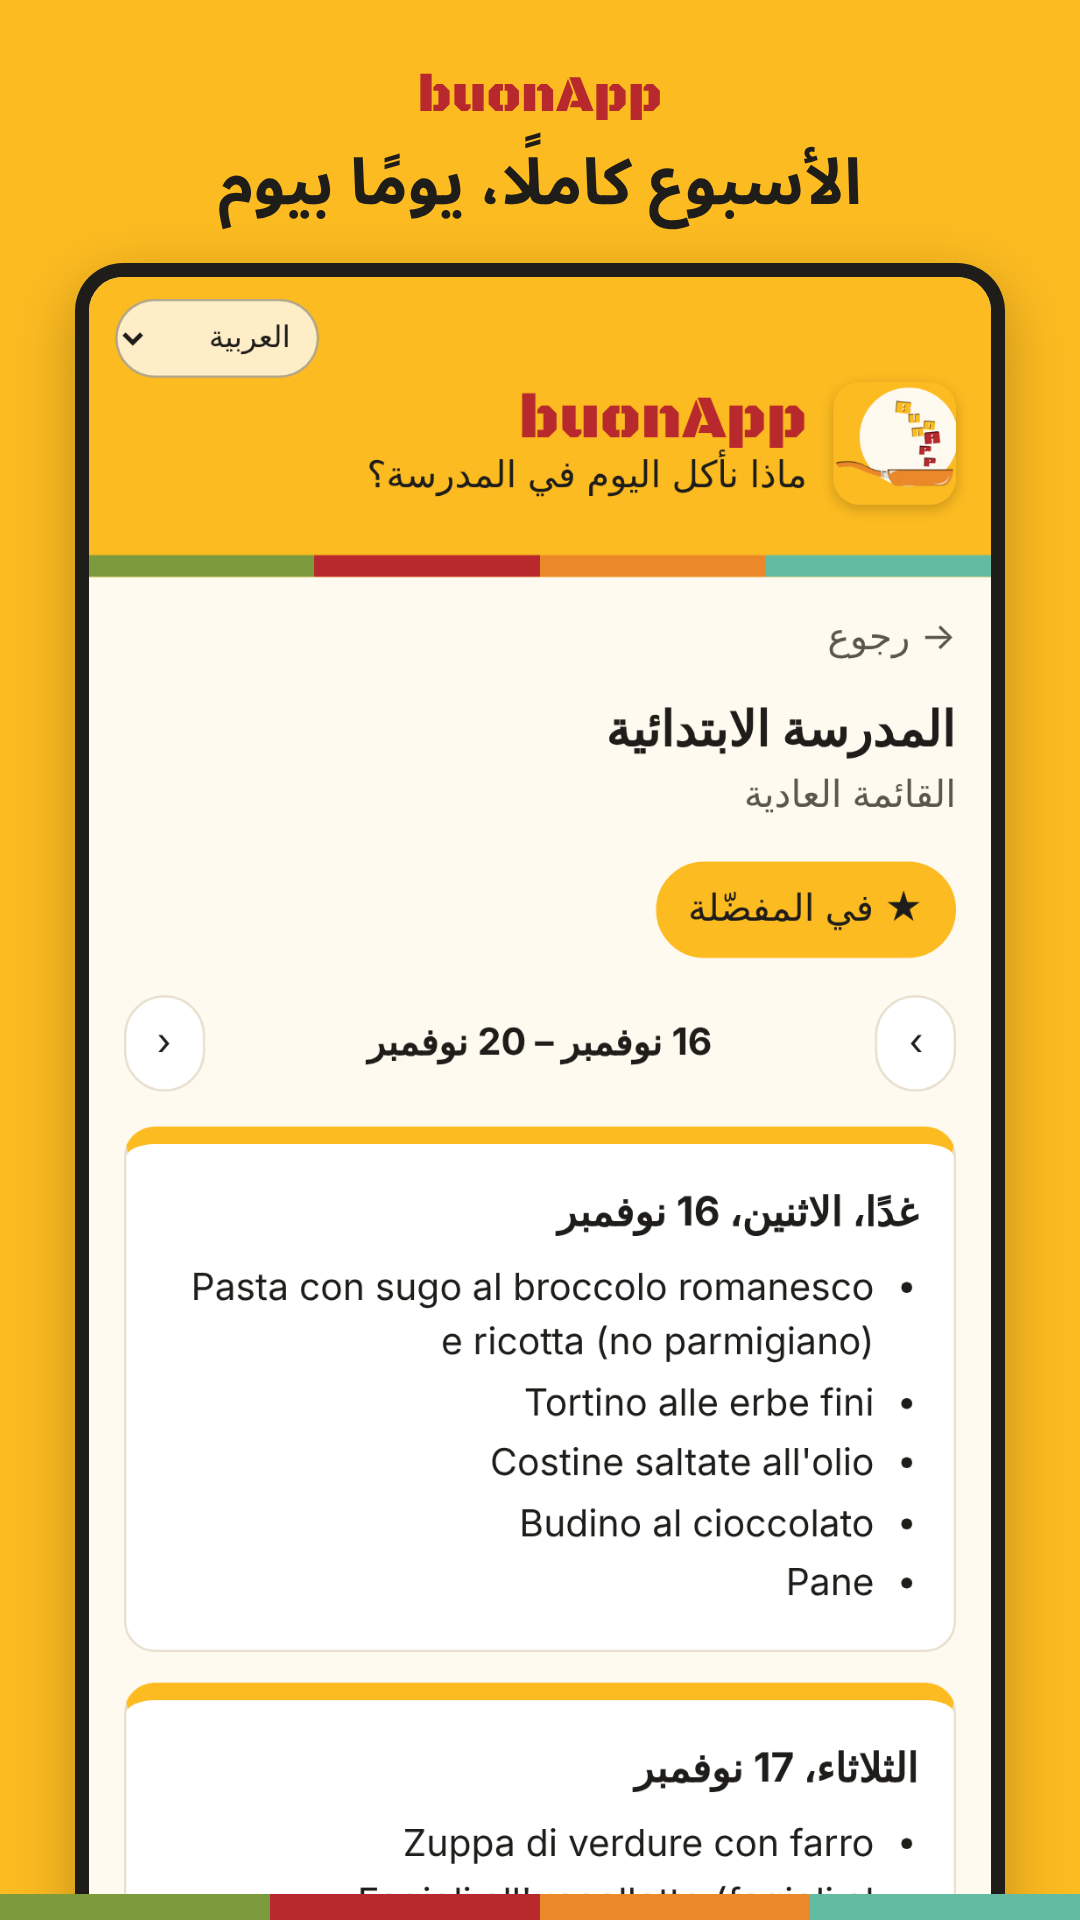 buonApp
الأسبوع كاملًا، يومًا بيوم
العربية
buonApp
ماذا نأكل اليوم في المدرسة؟
→ رجوع
المدرسة الابتدائية
القائمة العادية
★ في المفضّلة
16 نوفمبر – 20 نوفمبر
غدًا، الاثنين، 16 نوفمبر
• Pasta con sugo al broccolo romanesco
e ricotta (no parmigiano)
• Tortino alle erbe fini
• Costine saltate all'olio
• Budino al cioccolato
• Pane
الثلاثاء، 17 نوفمبر
• Zuppa di verdure con farro